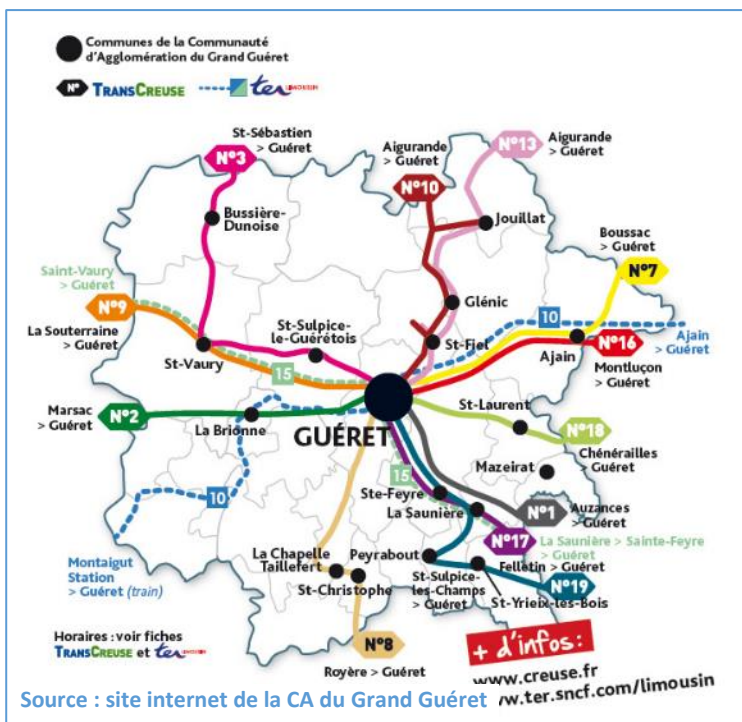 Communes de la Communauté
d'Agglomération du Grand Guéret
N° TRANSCREUSE
ter LIMOUSIN
St-Sébastien
> Guéret
N°3
Aigurande
> Guéret
N°10
N°13
Aigurande
> Guéret
Bussière-
Dunoise
Jouillat
Boussac
> Guéret
N°7
Saint-Vaury
> Guéret
N°9
La Souterraine
> Guéret
St-Vaury
St-Sulpice-
le-Guérétois
15
Glénic
St-Fiel
10
Ajain
Ajain
> Guéret
N°16
Montluçon
> Guéret
Marsac
> Guéret
N°2
La Brionne
GUÉRET
St-Laurent
N°18
Chénérailles
> Guéret
Mazeirat
10
15
Ste-Feyre
La Saunière
N°1
Auzances
> Guéret
N°17
La Saunière > Sainte-Feyre
> Guéret
Montaigut
Station
> Guéret (train)
La Chapelle
Taillefert
St-Christophe
Peyrabout
St-Sulpice-
les-Champs
> Guéret
Felletin > Guéret
N°19
St-Yrieix-les-Bois
N°8
Royère > Guéret
Horaires : voir fiches
TRANSCREUSE et ter LIMOUSIN
+ d'infos:
www.creuse.fr
w.ter.sncf.com/limousin
Source : site internet de la CA du Grand Guéret